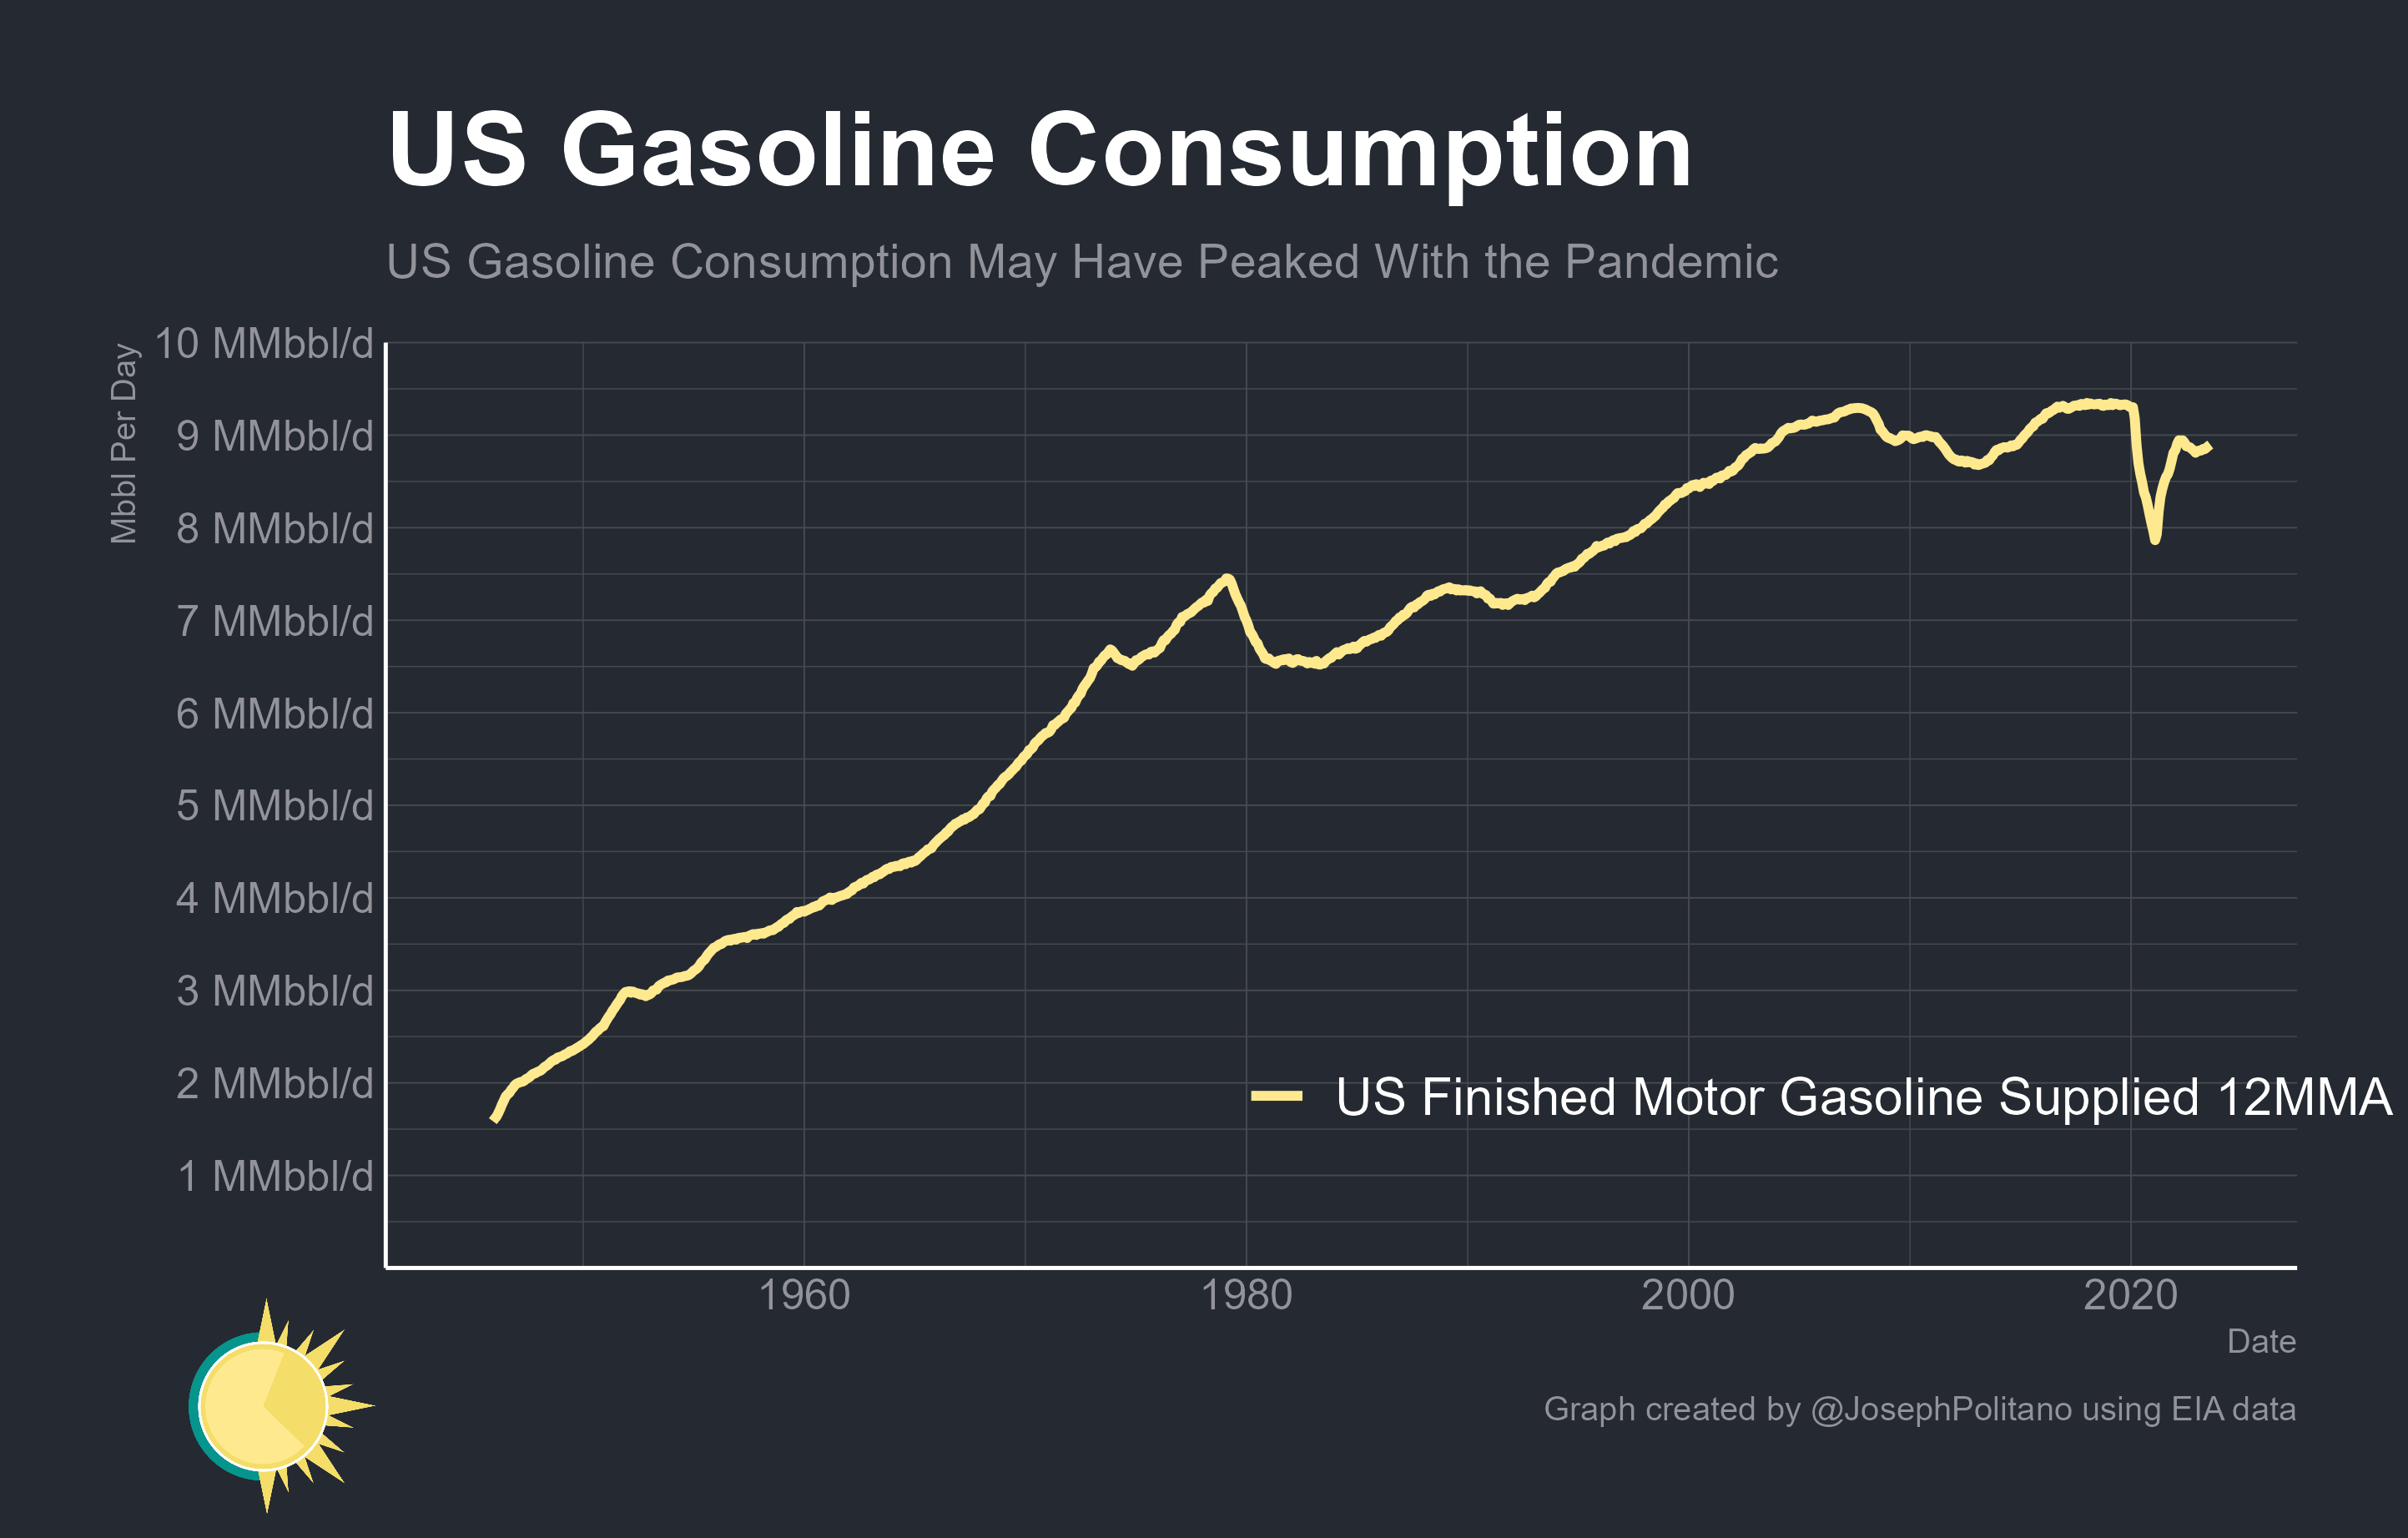 US Gasoline Consumption
US Gasoline Consumption May Have Peaked With the Pandemic
Mbbl Per Day
10 MMbbl/d
9 MMbbl/d
8 MMbbl/d
7 MMbbl/d
6 MMbbl/d
5 MMbbl/d
4 MMbbl/d
3 MMbbl/d
2 MMbbl/d
1 MMbbl/d
US Finished Motor Gasoline Supplied 12MMA
1960
1980
2000
2020
Date
Graph created by @JosephPolitano using EIA data